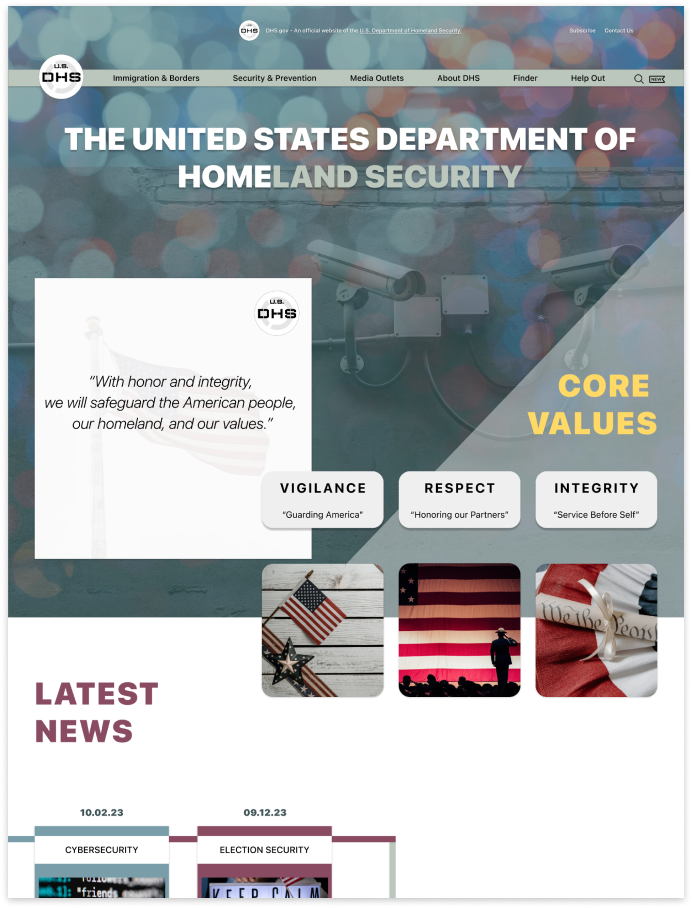 DHS
DHS.gov - An official website of the U.S. Department of Homeland Security.
Subscribe
Contact Us
U.S.
DHS
Immigration & Borders
Security & Prevention
Media Outlets
About DHS
Finder
Help Out
NEWS
THE UNITED STATES DEPARTMENT OF
HOMELAND SECURITY
U.S.
DHS
“With honor and integrity,
we will safeguard the American people,
our homeland, and our values.”
CORE
VALUES
VIGILANCE
“Guarding America”
RESPECT
“Honoring our Partners”
INTEGRITY
“Service Before Self”
We the People
LATEST
NEWS
10.02.23
09.12.23
CYBERSECURITY
ELECTION SECURITY
"friends
KEEP CALM